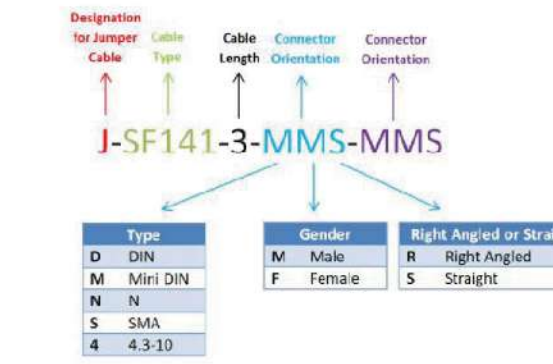 Designation
for Jumper
Cable
Cable
Type
Cable
Length
Connector
Orientation
Connector
Orientation
J-SF141-3-MMS-MMS
Type
D DIN
M Mini DIN
N N
S SMA
4 4.3-10
Gender
M Male
F Female
Right Angled or Strai
R Right Angled
S Straight